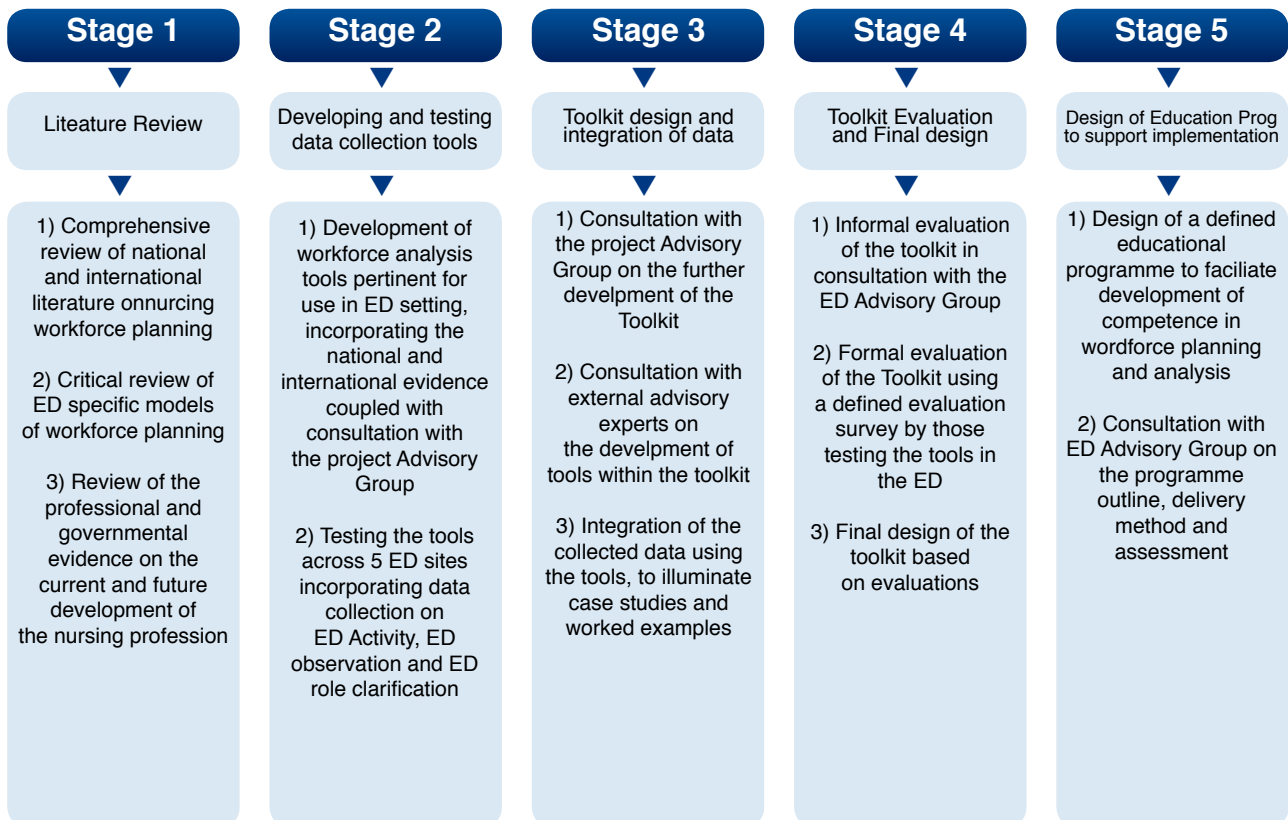 Stage 1
Liteature Review
1) Comprehensive
review of national
and international
literature onnurcing
workforce planning
2) Critical review of
ED specific models
of workforce planning
3) Review of the
professional and
governmental
evidence on the
current and future
development of
the nursing profession
Stage 2
Developing and testing
data collection tools
1) Development of
workforce analysis
tools pertinent for
use in ED setting,
incorporating the
national and
international evidence
coupled with
consultation with
the project Advisory
Group
2) Testing the tools
across 5 ED sites
incorporating data
collection on
ED Activity, ED
observation and ED
role clarification
Stage 3
Toolkit design and
integration of data
1) Consultation with
the project Advisory
Group on the further
develpment of the
Toolkit
2) Consultation with
external advisory
experts on
the develpment of
tools within the toolkit
3) Integration of the
collected data using
the tools, to illuminate
case studies and
worked examples
Stage 4
Toolkit Evaluation
and Final design
1) Informal evaluation
of the toolkit in
consultation with the
ED Advisory Group
2) Formal evaluation
of the Toolkit using
a defined evaluation
survey by those
testing the tools in
the ED
3) Final design of the
toolkit based
on evaluations
Stage 5
Design of Education Prog
to support implementation
1) Design of a defined
educational
programme to faciliate
development of
competence in
wordforce planning
and analysis
2) Consultation with
ED Advisory Group on
the programme
outline, delivery
method and
assessment